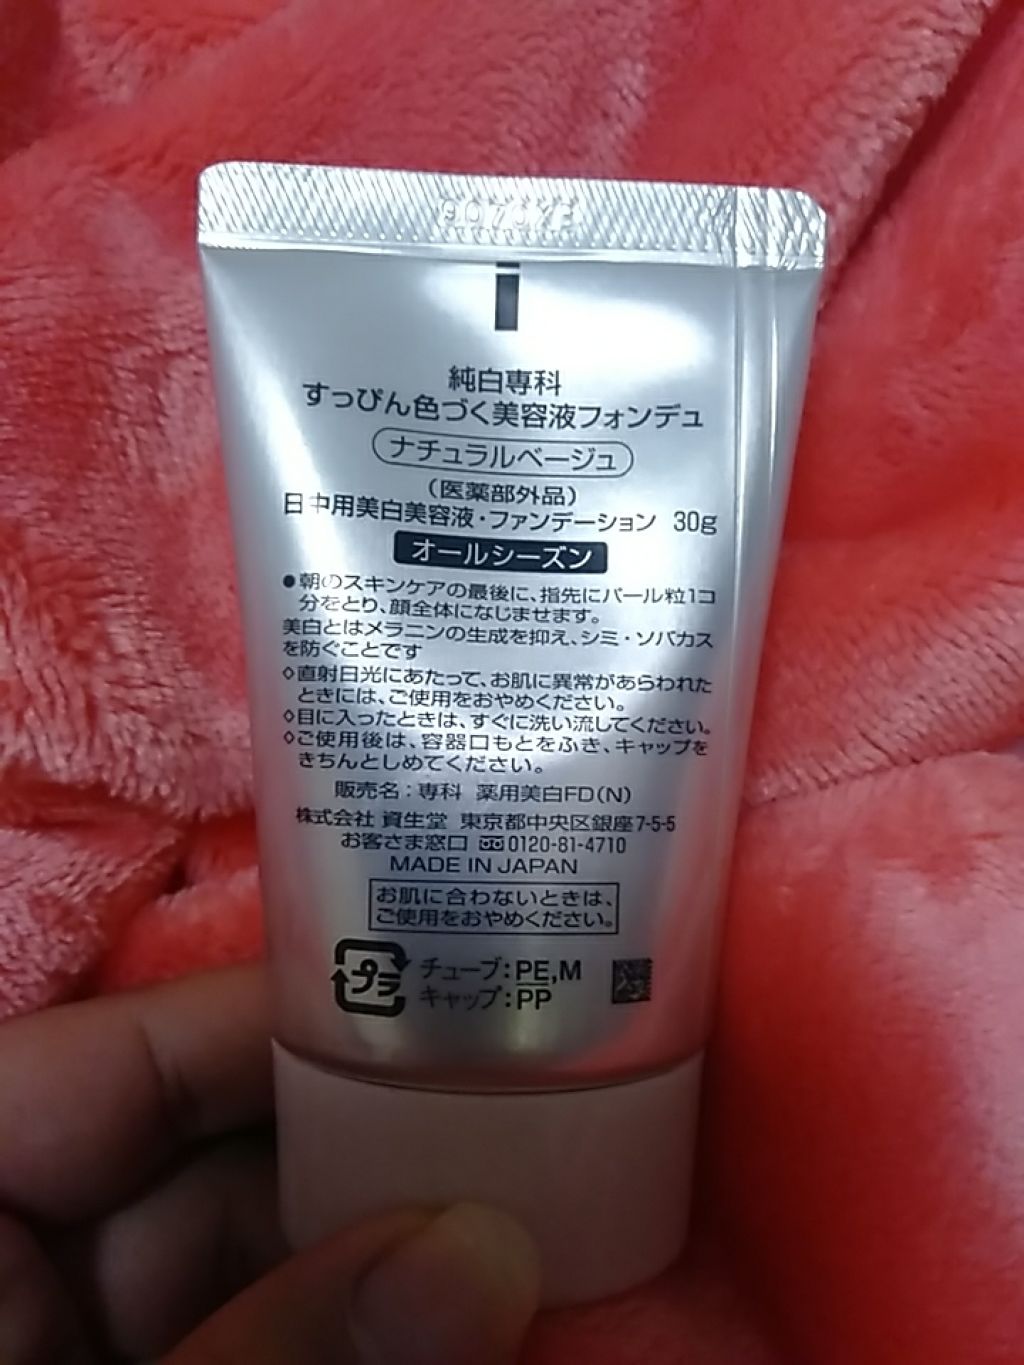 純白専科
すっぴん色づく美容液フォンデュ
ナチュラルベージュ
(医薬部外品)
日中用美白美容液・ファンデーション 30g
オールシーズン
●朝のスキンケアの最後に、指先にパール粒1コ
分をとり、顔全体になじませます。
美白とはメラニンの生成を抑え、シミ・ソバカス
を防ぐことです
◇直射日光にあたって、お肌に異常があらわれた
ときには、ご使用をおやめください。
◇目に入ったときは、すぐに洗い流してください。
◇ご使用後は、容器口もとをふき、キャップを
きちんとしめてください。
販売名：専科 薬用美白FD(N)
株式会社 資生堂 東京都中央区銀座7-5-5
お客さま窓口 0120-81-4710
MADE IN JAPAN
お肌に合わないときは、
ご使用をおやめください。
プラ チューブ：PE,M
キャップ：PP